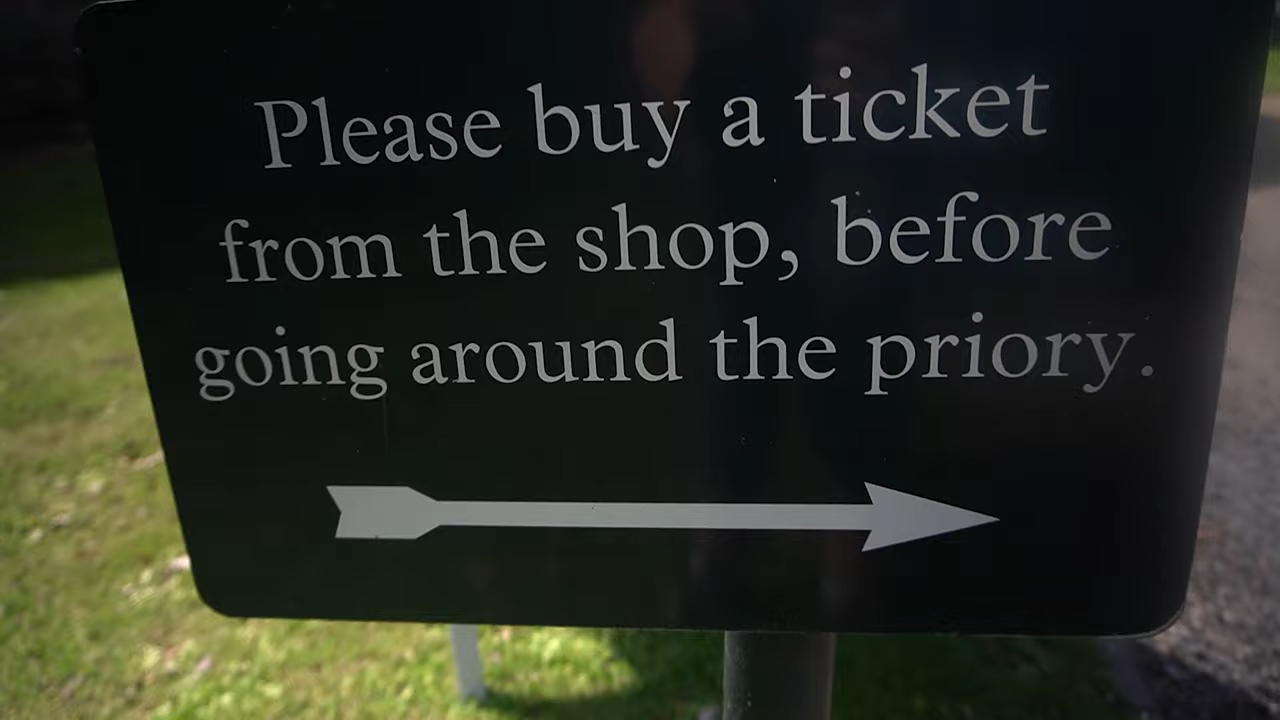 Please buy a ticket
from the shop, before
going around the priory.